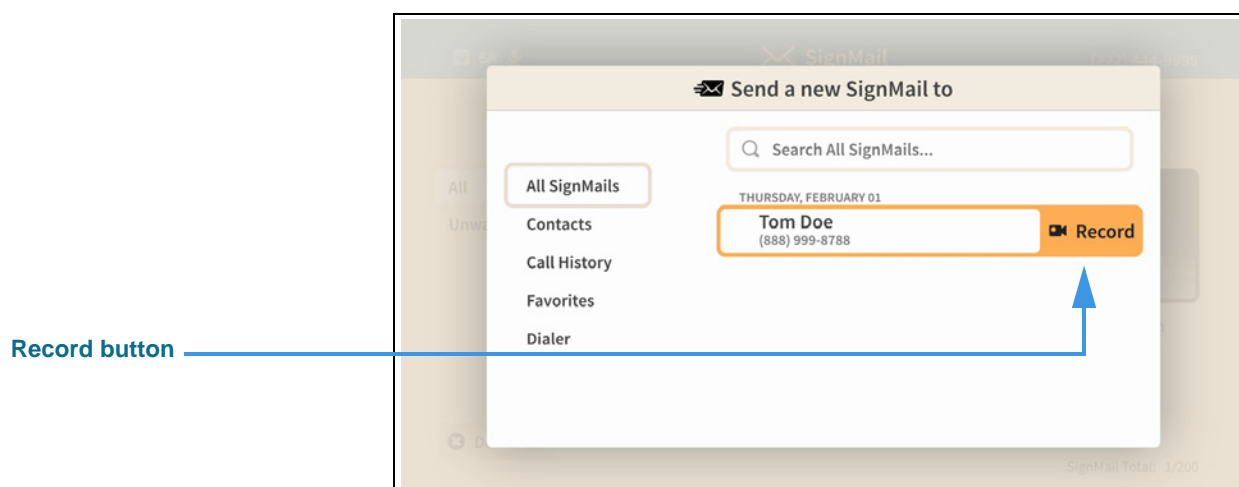 SignMail
Send a new SignMail to
Search All SignMails...
All
All SignMails
THURSDAY, FEBRUARY 01
Tom Doe
Record
(888) 999-8788
Contacts
Call History
Favorites
Record button
Dialer
SignMail Total: 1/200